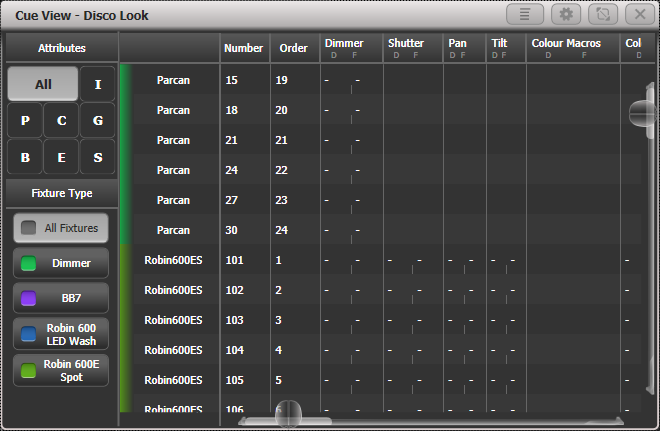 Cue View - Disco Look
Attributes
All I
P C G
B E S
Fixture Type
All Fixtures
Dimmer
BB7
Robin 600
LED Wash
Robin 600E
Spot
Number Order Dimmer Shutter Pan Tilt Colour Macros Col
D F D F D F D F D F D
Parcan 15 19 - -
Parcan 18 20 - -
Parcan 21 21 - -
Parcan 24 22 - -
Parcan 27 23 - -
Parcan 30 24 - -
Robin600ES 101 1 - - - - - - - - - - -
Robin600ES 102 2 - - - - - - - - - - -
Robin600ES 103 3 - - - - - - - - - - -
Robin600ES 104 4 - - - - - - - - - - -
Robin600ES 105 5 - - - - - - - - - - -
Robin600ES 106 - - - - - - - - - - -